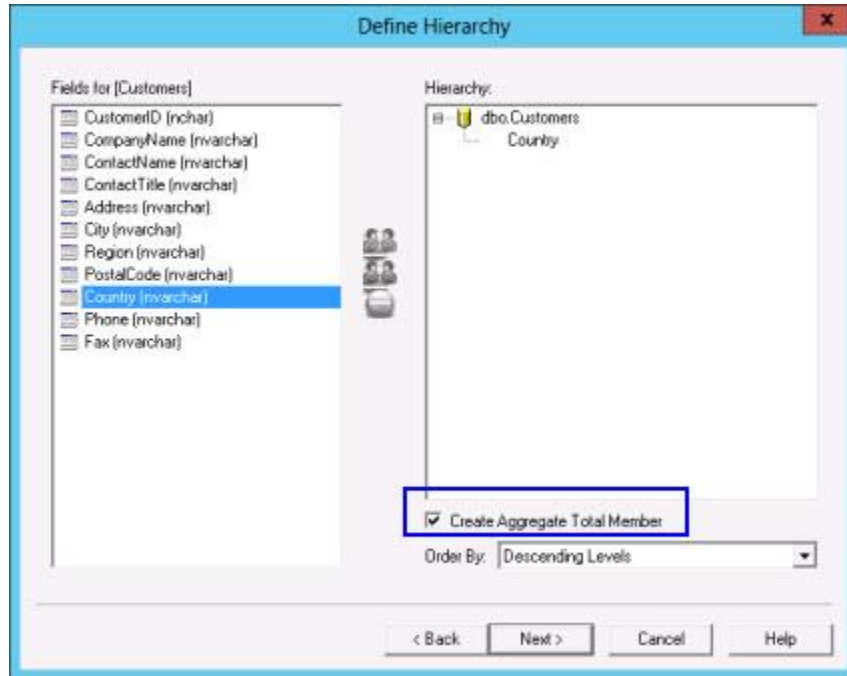 Define Hierarchy
x
Fields for [Customers]
CustomerID (nchar)
CompanyName (nvarchar)
ContactName (nvarchar)
ContactTitle (nvarchar)
Address (nvarchar)
City (nvarchar)
Region (nvarchar)
PostalCode (nvarchar)
Country (nvarchar)
Phone (nvarchar)
Fax (nvarchar)
Hierarchy:
dbo.Customers
Country
Create Aggregate Total Member
Order By: Descending Levels
< Back Next > Cancel Help